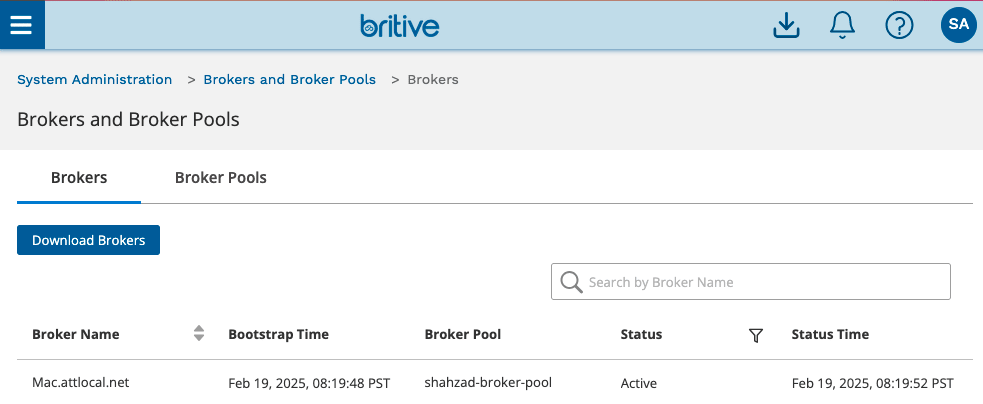 britive
SA
System Administration > Brokers and Broker Pools > Brokers
Brokers and Broker Pools
Brokers Broker Pools
Download Brokers
Search by Broker Name
Broker Name Bootstrap Time Broker Pool Status Status Time
Mac.attlocal.net Feb 19, 2025, 08:19:48 PST shahzad-broker-pool Active Feb 19, 2025, 08:19:52 PST